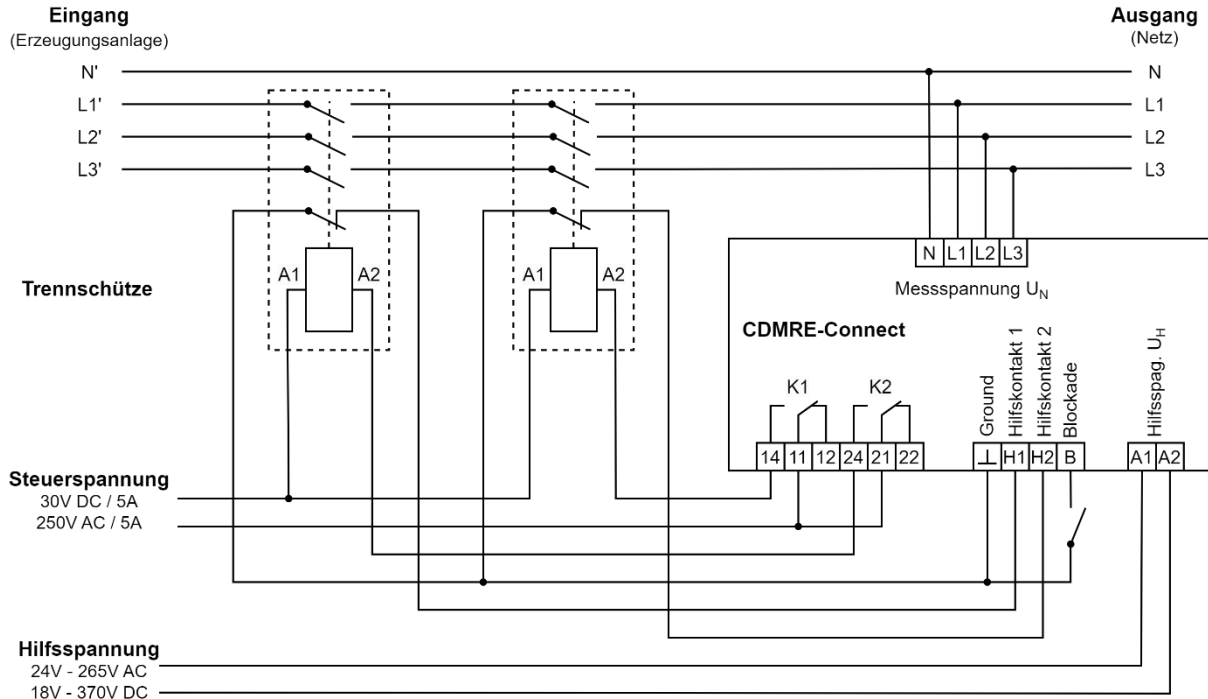 Eingang
(Erzeugungsanlage)
Ausgang
(Netz)
N'
N
L1'
L1
L2'
L2
L3'
L3
N L1 L2 L3
Messspannung U_N
Trennschütze
A1 A2
A1 A2
CDMRE-Connect
K1
K2
Ground
Hilfskontakt 1
Hilfskontakt 2
Blockade
Hilfsspag. U_H
14 11 12 24 21 22
⊥ H1 H2 B
A1 A2
Steuerspannung
30V DC / 5A
250V AC / 5A
Hilfsspannung
24V - 265V AC
18V - 370V DC